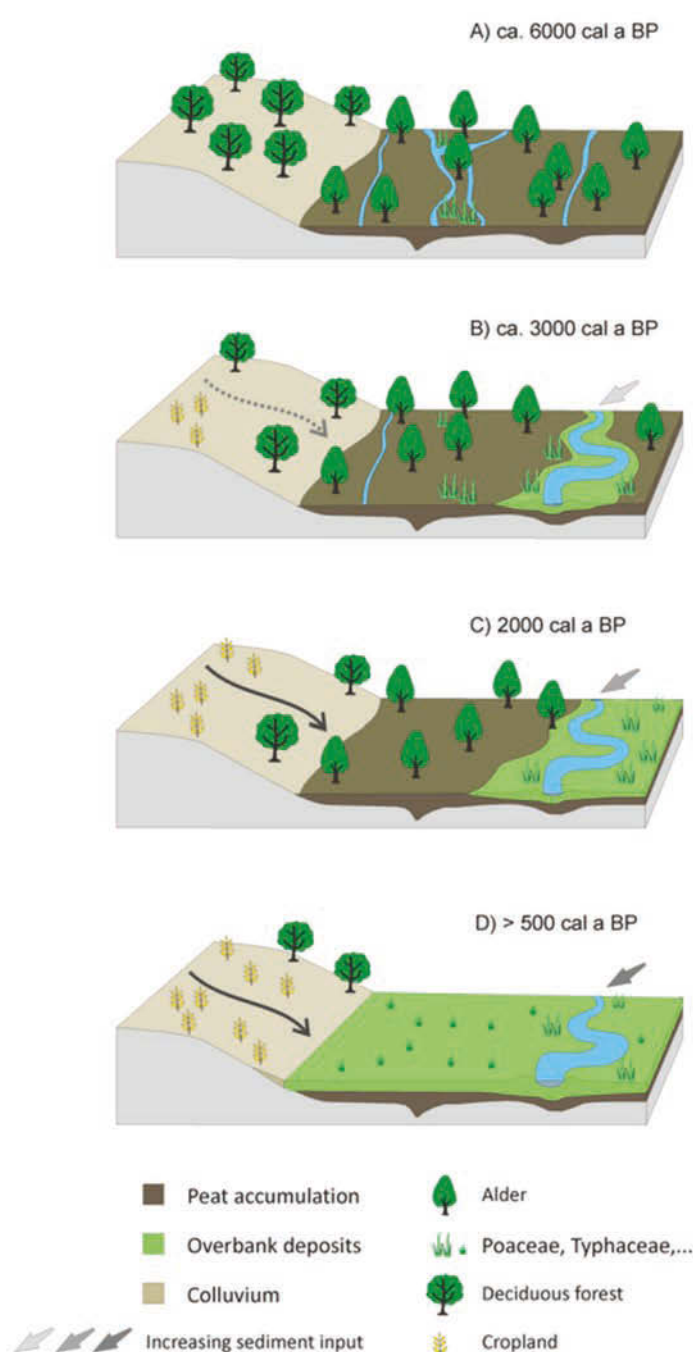 A) ca. 6000 cal a BP
B) ca. 3000 cal a BP
C) 2000 cal a BP
D) > 500 cal a BP
Peat accumulation
Alder
Overbank deposits
Poaceae, Typhaceae,...
Colluvium
Deciduous forest
Increasing sediment input
Cropland